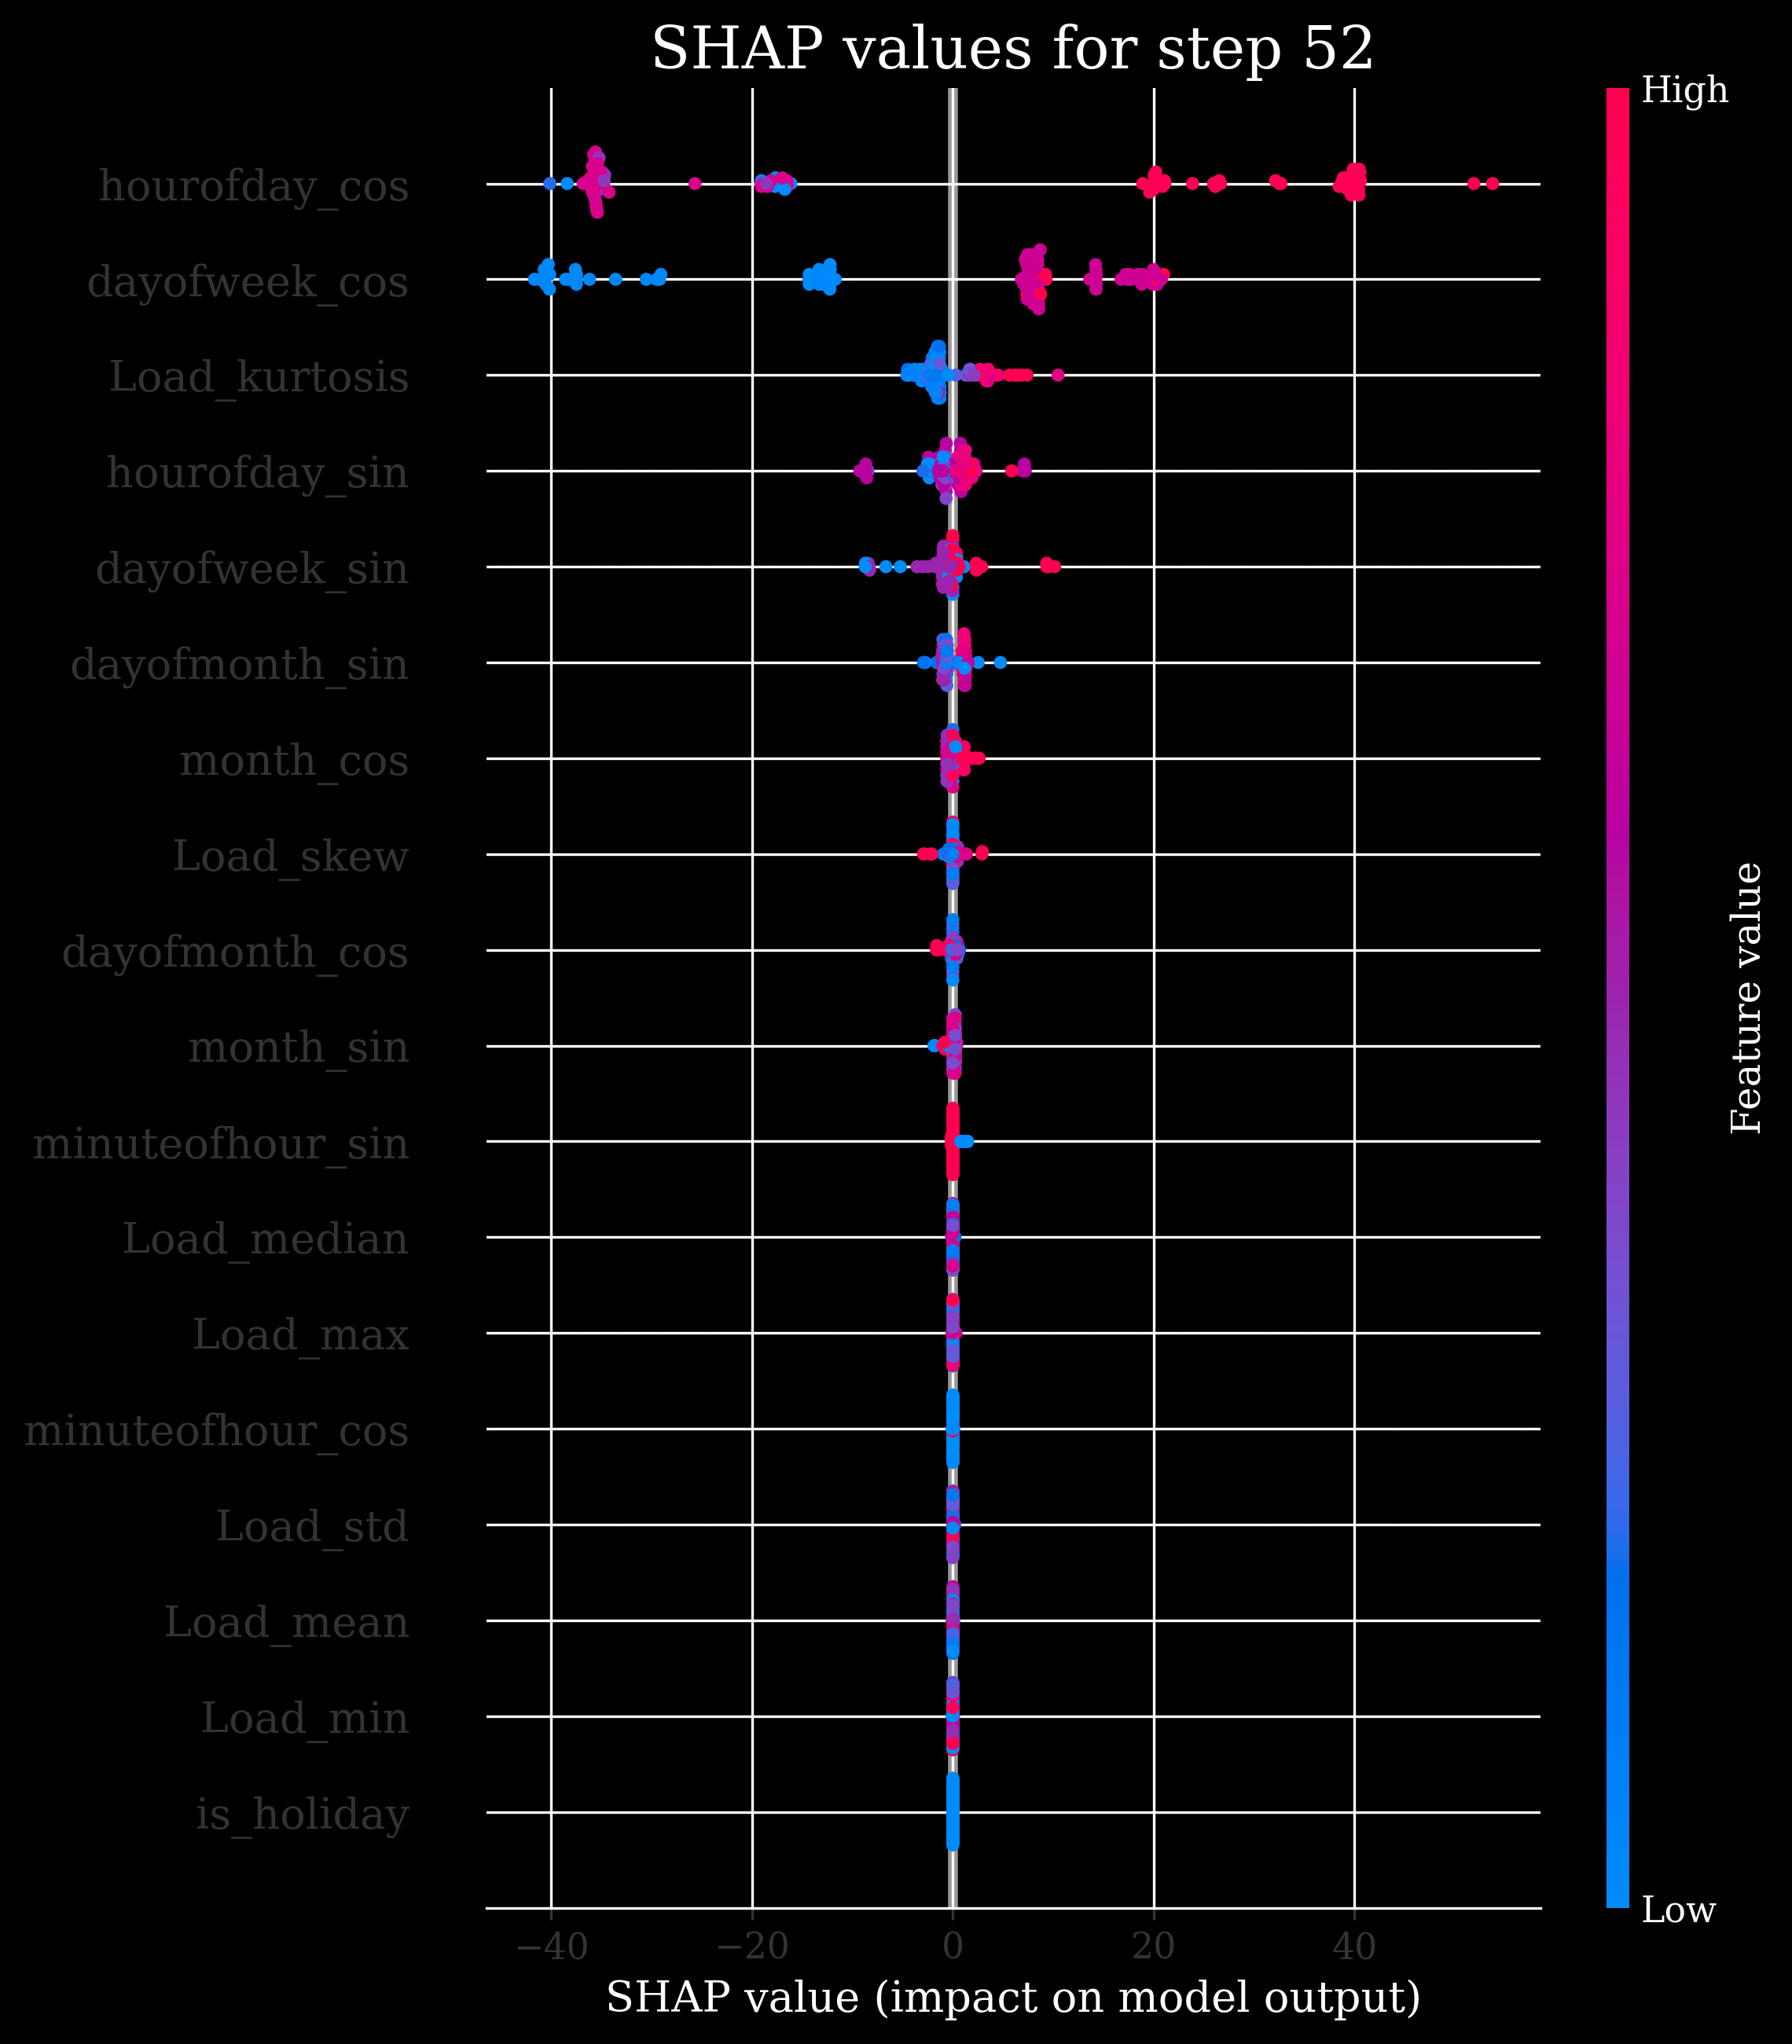 SHAP values for step 52
High
hourofday_cos
dayofweek_cos
Load_kurtosis
hourofday_sin
dayofweek_sin
dayofmonth_sin
month_cos
Load_skew
dayofmonth_cos
month_sin
minuteofhour_sin
Load_median
Load_max
minuteofhour_cos
Load_std
Load_mean
Load_min
is_holiday
Feature value
Low
−40 −20 0 20 40
SHAP value (impact on model output)